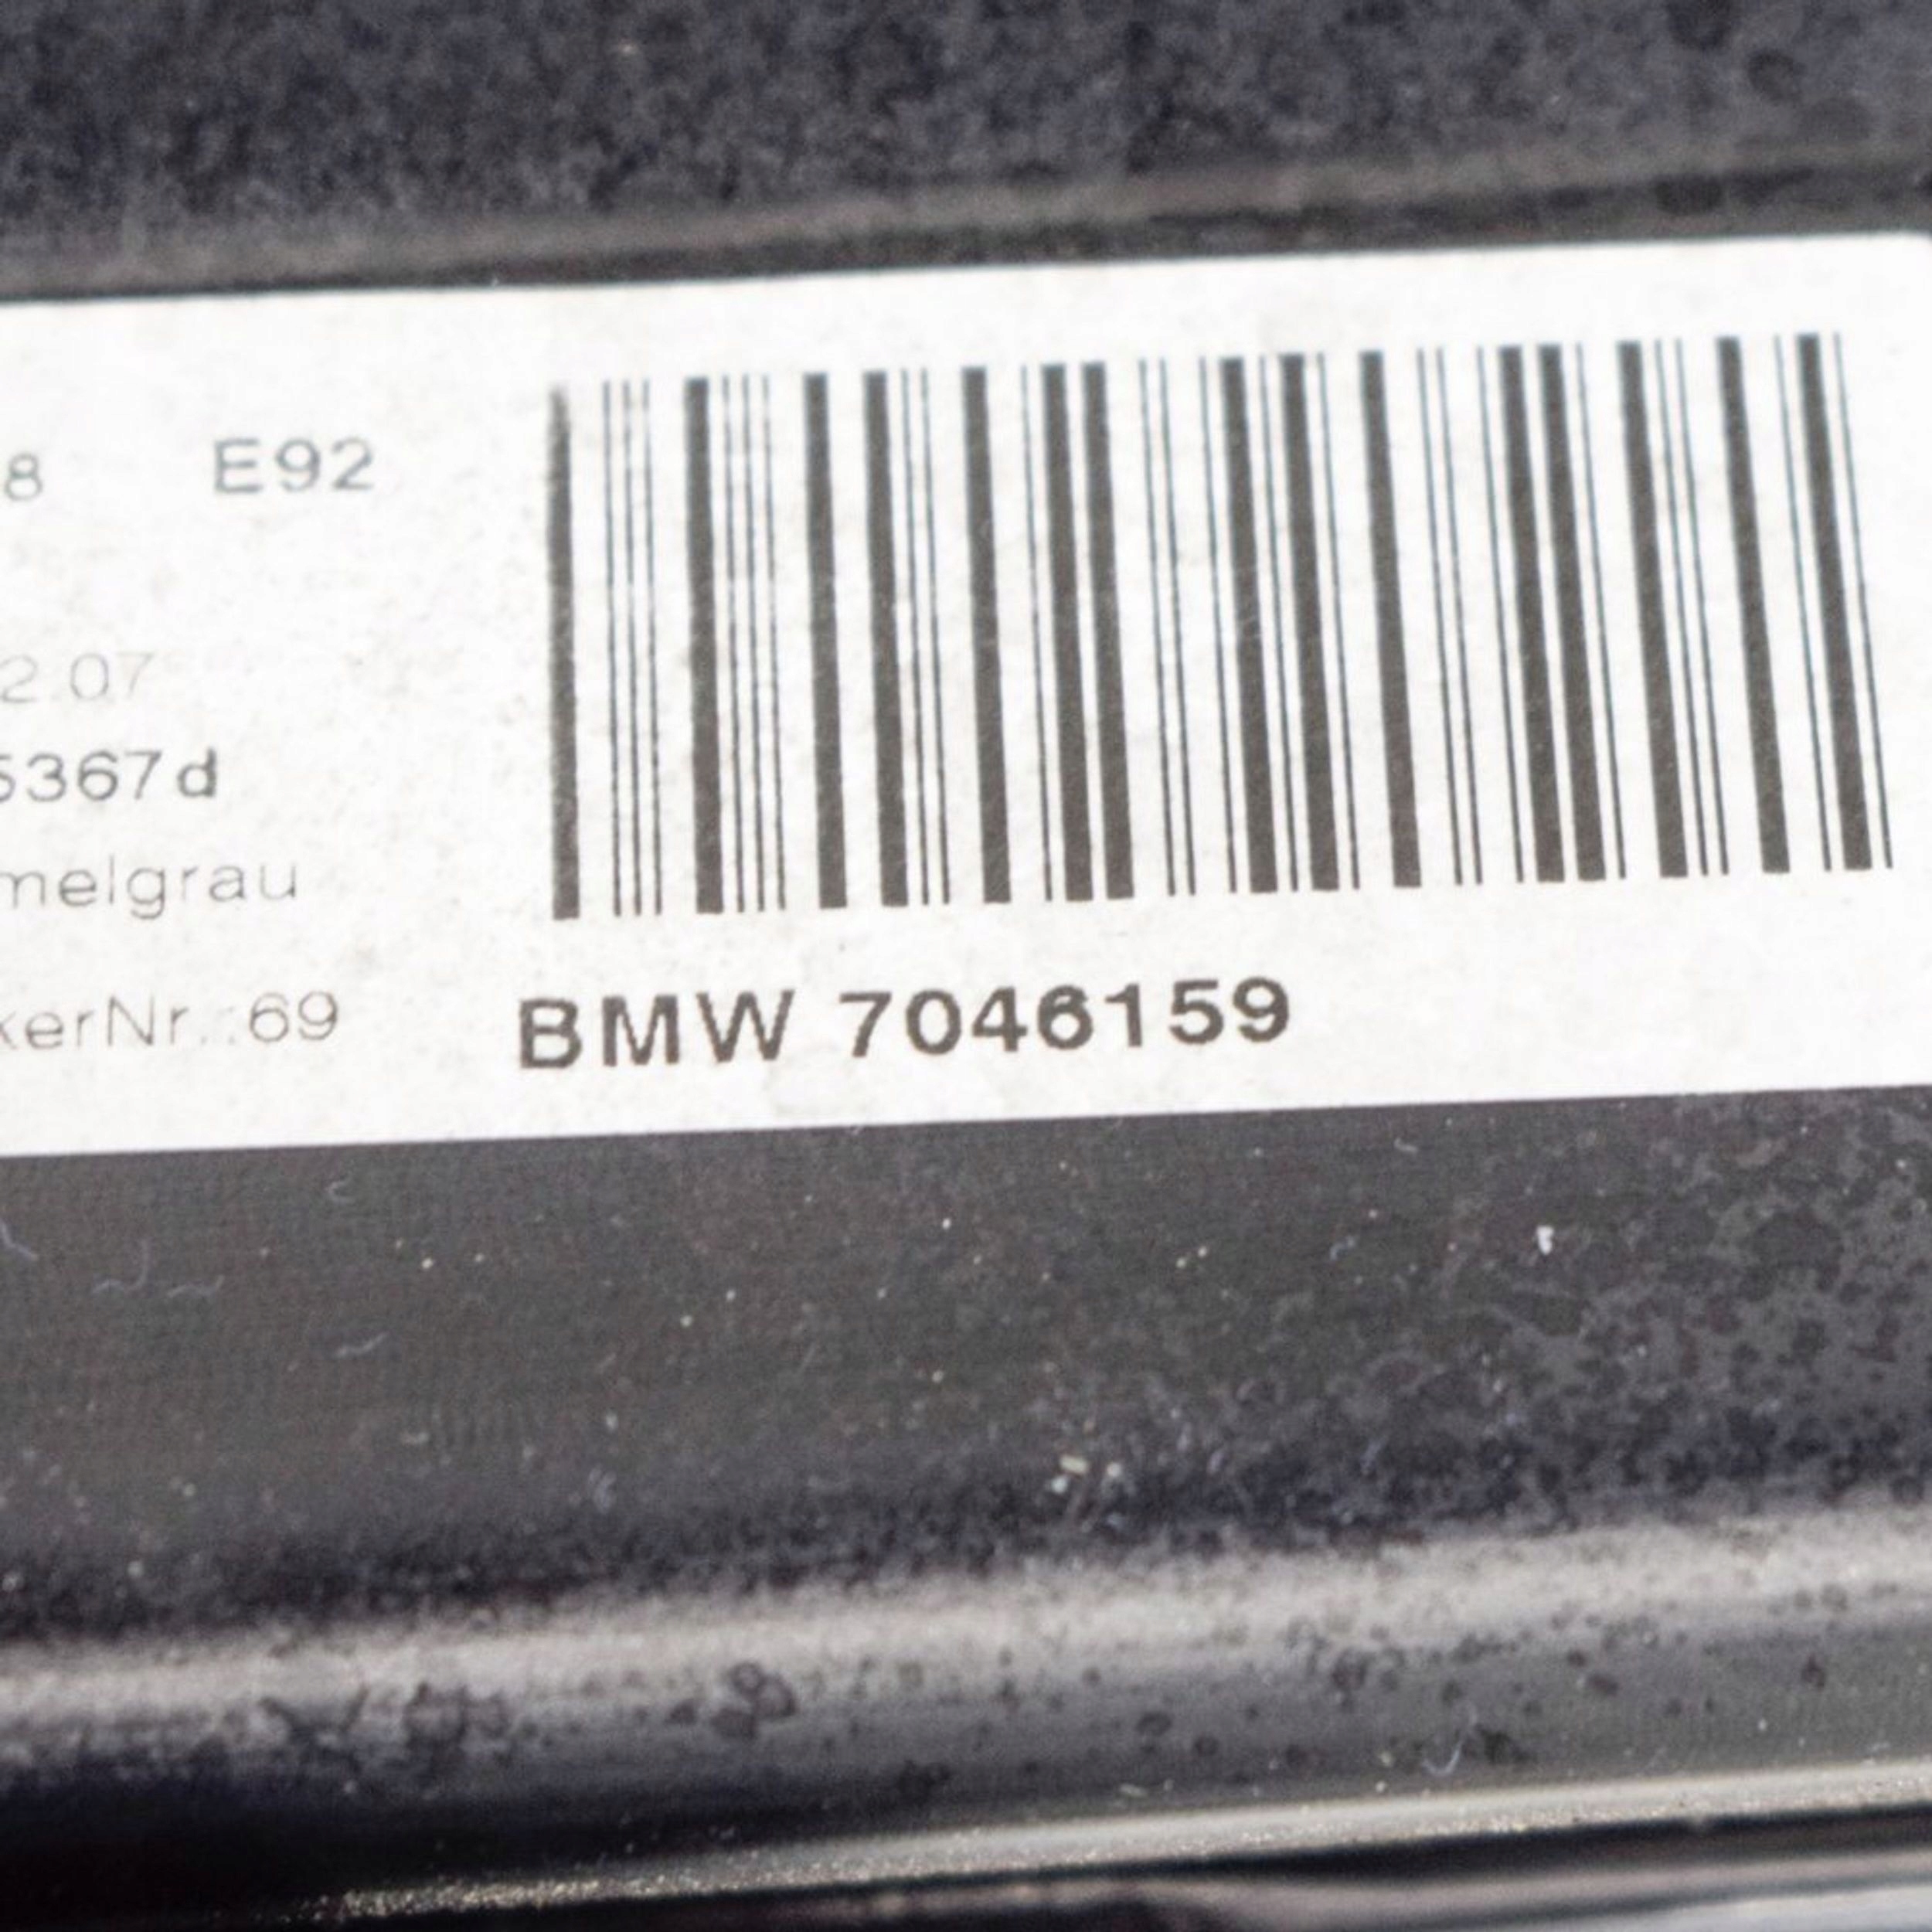 8 E92
2.07
5367d
melgrau
kerNr.:69
BMW 7046159